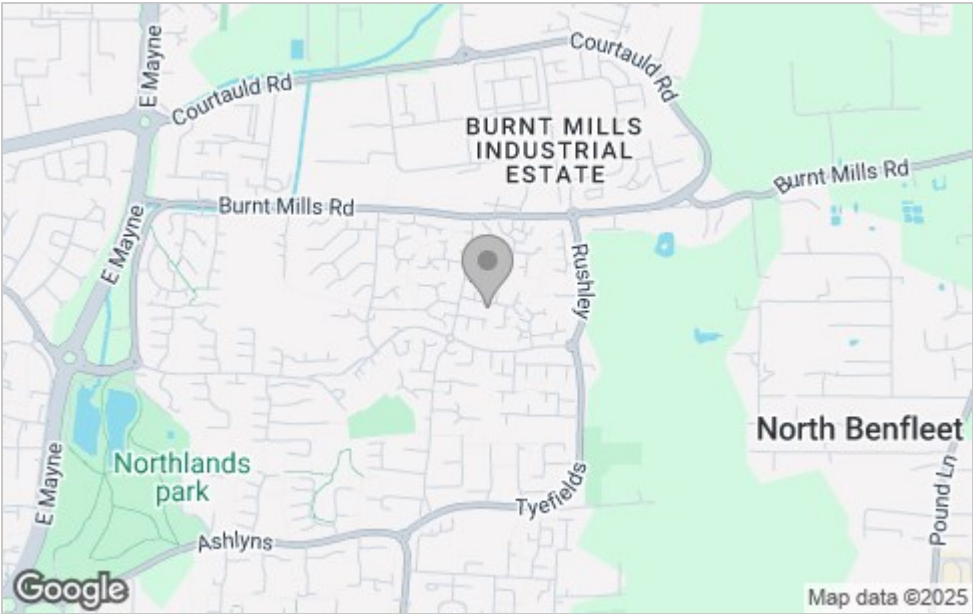 E Mayne
Courtauld Rd
Courtauld Rd
BURNT MILLS
INDUSTRIAL
ESTATE
Burnt Mills Rd
Burnt Mills Rd
E Mayne
Rushley
North Benfleet
Northlands
park
E Mayne
Tyefields
Pound Ln
Ashlyns
Google
Map data ©2025